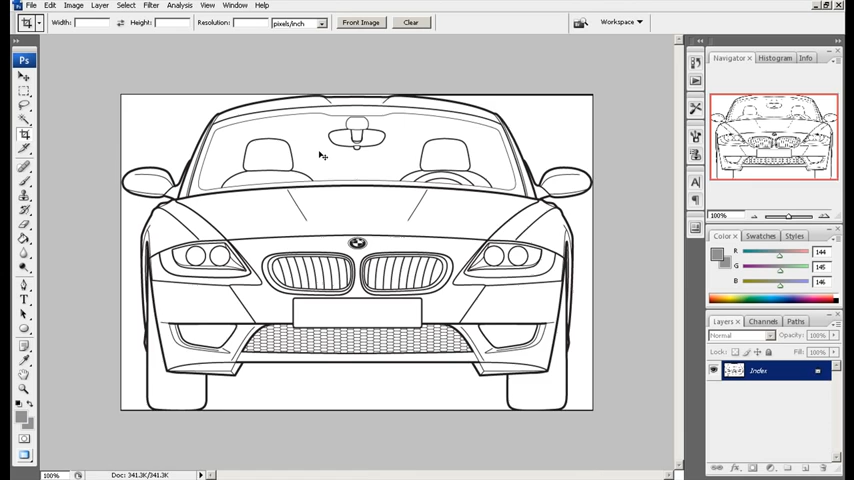 File Edit Image Layer Select Filter Analysis View Window Help
Width: Height: Resolution: pixels/inch Front Image Clear Workspace
Ps
Navigator Histogram Info
100%
Color Swatches Styles
R 144
G 145
B 146
Layers Channels Paths
Normal Opacity: 100%
Lock: Fill: 100%
Index
100% Doc: 341.3K/341.3K